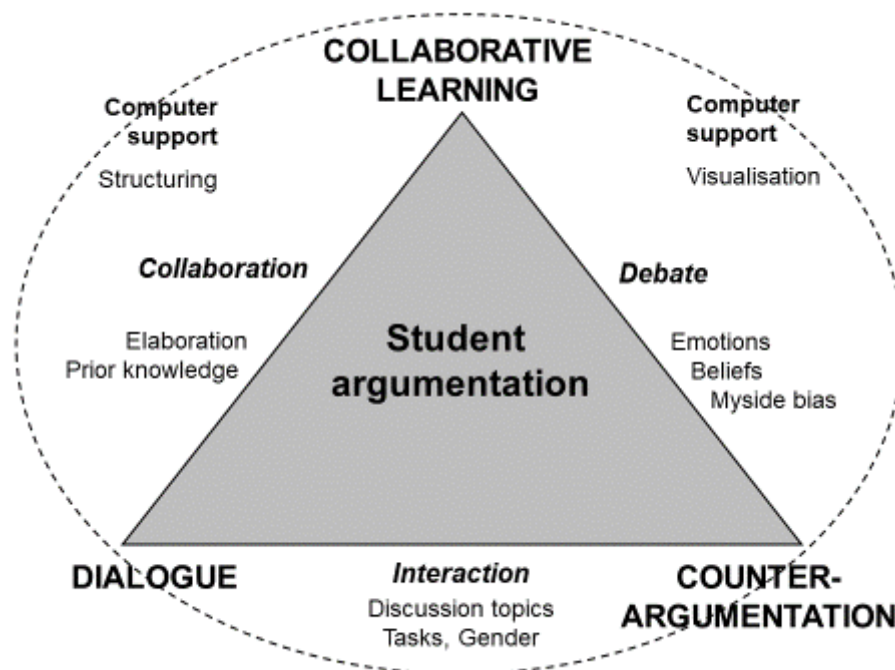 COLLABORATIVE
LEARNING
Computer
support
Structuring
Computer
support
Visualisation
Collaboration
Debate
Elaboration
Prior knowledge
Student
argumentation
Emotions
Beliefs
Myside bias
DIALOGUE
Interaction
Discussion topics
Tasks, Gender
COUNTER-
ARGUMENTATION